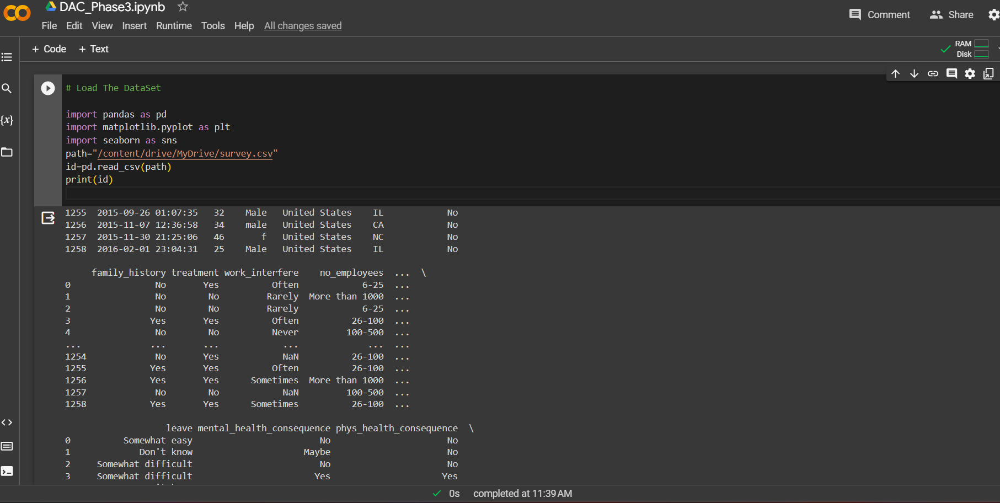 DAC_Phase3.ipynb
File Edit View Insert Runtime Tools Help All changes saved
Comment Share
+ Code + Text
RAM
Disk
# Load The DataSet
import pandas as pd
import matplotlib.pyplot as plt
import seaborn as sns
path="/content/drive/MyDrive/survey.csv"
id=pd.read_csv(path)
print(id)
1255 2015-09-26 01:07:35 32 Male United States IL No
1256 2015-11-07 12:36:58 34 male United States CA No
1257 2015-11-30 21:25:06 46 f United States NC No
1258 2016-02-01 23:04:31 25 Male United States IL No
family_history treatment work_interfere no_employees ... \
0 No Yes Often 6-25 ...
1 No No Rarely More than 1000 ...
2 No No Rarely 6-25 ...
3 Yes Yes Often 26-100 ...
4 No No Never 100-500 ...
... ... ... ... ... ...
1254 No Yes NaN 26-100 ...
1255 Yes Yes Often 26-100 ...
1256 Yes Yes Sometimes More than 1000 ...
1257 No No NaN 100-500 ...
1258 Yes Yes Sometimes 26-100 ...
leave mental_health_consequence phys_health_consequence \
0 Somewhat easy No No
1 Don't know Maybe No
2 Somewhat difficult No No
3 Somewhat difficult Yes Yes
0s completed at 11:39 AM